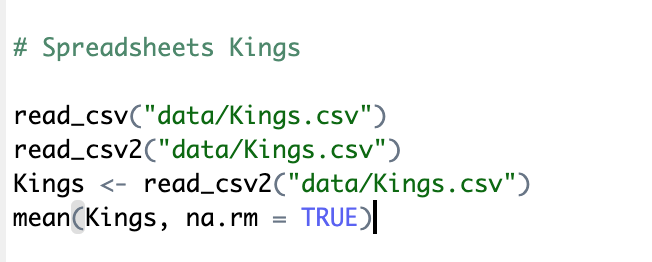 # Spreadsheets Kings
read_csv("data/Kings.csv")
read_csv2("data/Kings.csv")
Kings <- read_csv2("data/Kings.csv")
mean(Kings, na.rm = TRUE)